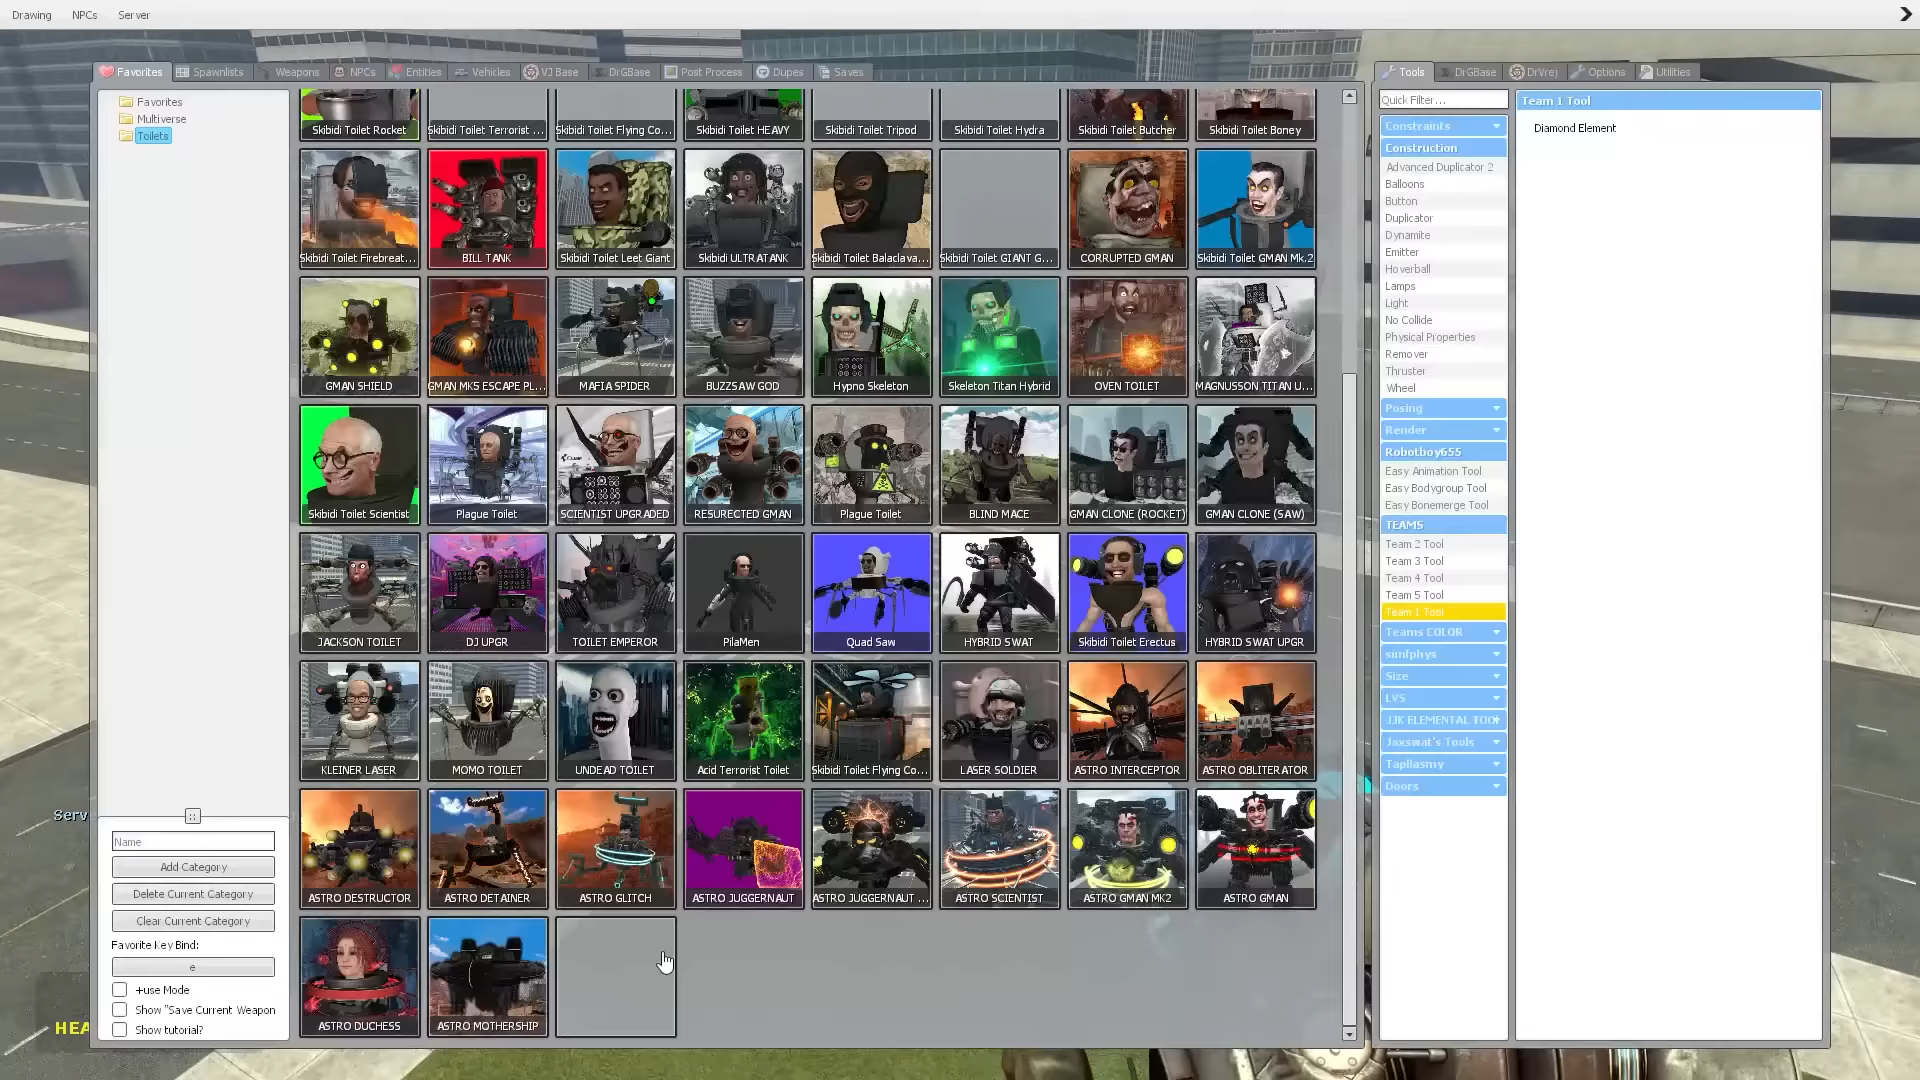 Drawing NPCs Server
Favorites Spawnlists Weapons NPCs Entities Vehicles VJ Base DrGBase Post Process Dupes Saves
Tools DrGBase DrVrej Options Utilities
Favorites
Multiverse
Toilets
Skibidi Toilet Rocket
Skibidi Toilet Terrorist ...
Skibidi Toilet Flying Co...
Skibidi Toilet HEAVY
Skibidi Toilet Tripod
Skibidi Toilet Hydra
Skibidi Toilet Butcher
Skibidi Toilet Boney
Skibidi Toilet Firebreat...
BILL TANK
Skibidi Toilet Leet Giant
Skibidi ULTRATANK
Skibidi Toilet Balaclava...
Skibidi Toilet GIANT G...
CORRUPTED GMAN
Skibidi Toilet GMAN Mk.2
GMAN SHIELD
GMAN MK5 ESCAPE PL...
MAFIA SPIDER
BUZZSAW GOD
Hypno Skeleton
Skeleton Titan Hybrid
OVEN TOILET
MAGNUSSON TITAN U...
Skibidi Toilet Scientist
Plague Toilet
SCIENTIST UPGRADED
RESURECTED GMAN
Plague Toilet
BLIND MACE
GMAN CLONE (ROCKET)
GMAN CLONE (SAW)
JACKSON TOILET
DJ UPGR
TOILET EMPEROR
PilaMen
Quad Saw
HYBRID SWAT
Skibidi Toilet Erectus
HYBRID SWAT UPGR
KLEINER LASER
MOMO TOILET
UNDEAD TOILET
Acid Terrorist Toilet
Skibidi Toilet Flying Co...
LASER SOLDIER
ASTRO INTERCEPTOR
ASTRO OBLITERATOR
ASTRO DESTRUCTOR
ASTRO DETAINER
ASTRO GLITCH
ASTRO JUGGERNAUT
ASTRO JUGGERNAUT ...
ASTRO SCIENTIST
ASTRO GMAN MK2
ASTRO GMAN
ASTRO DUCHESS
ASTRO MOTHERSHIP
Serv
HEA
Name
Add Category
Delete Current Category
Clear Current Category
Favorite Key Bind:
e
+use Mode
Show "Save Current Weapon
Show tutorial?
Quick Filter...
Constraints
Construction
Advanced Duplicator 2
Balloons
Button
Duplicator
Dynamite
Emitter
Hoverball
Lamps
Light
No Collide
Physical Properties
Remover
Thruster
Wheel
Posing
Render
Robotboy655
Easy Animation Tool
Easy Bodygroup Tool
Easy Bonemerge Tool
TEAMS
Team 2 Tool
Team 3 Tool
Team 4 Tool
Team 5 Tool
Team 1 Tool
Teams COLOR
simfphys
Size
LVS
JJK ELEMENTAL TOO
Jaxswat's Tools
Tapliasmy
Doors
Team 1 Tool
Diamond Element